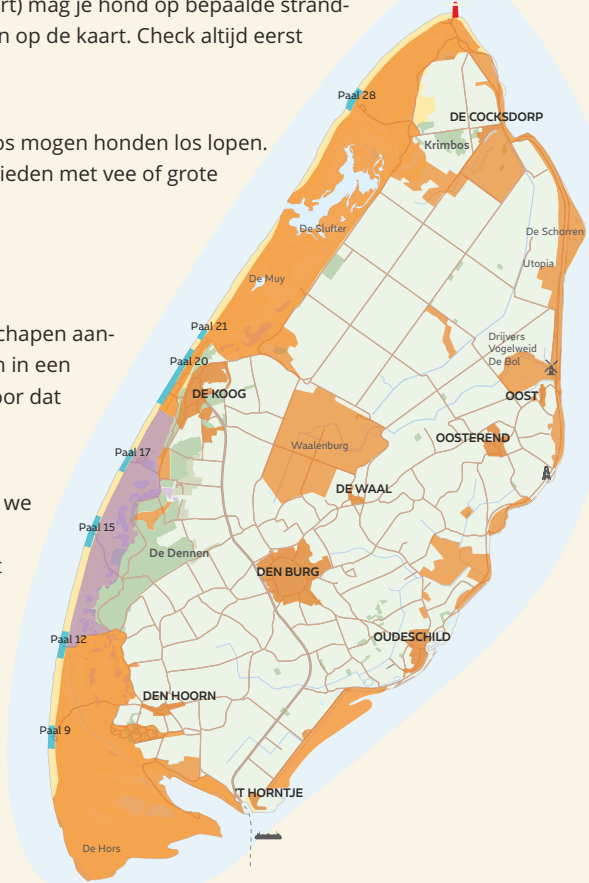 rt) mag je hond op bepaalde strand-
n op de kaart. Check altijd eerst
os mogen honden los lopen.
ieden met vee of grote
chapen aan-
n in een
oor dat
we
t
Paal 28
DE COCKSDORP
Krimbos
De Slufter
De Schorren
Utopia
De Muy
Paal 21
Drijvers
Vogelweid
De Bol
Paal 20
DE KOOG
OOST
OOSTEREND
Waalenburg
Paal 17
DE WAAL
Paal 15
De Dennen
DEN BURG
Paal 12
OUDESCHILD
DEN HOORN
Paal 9
'T HORNTJE
De Hors